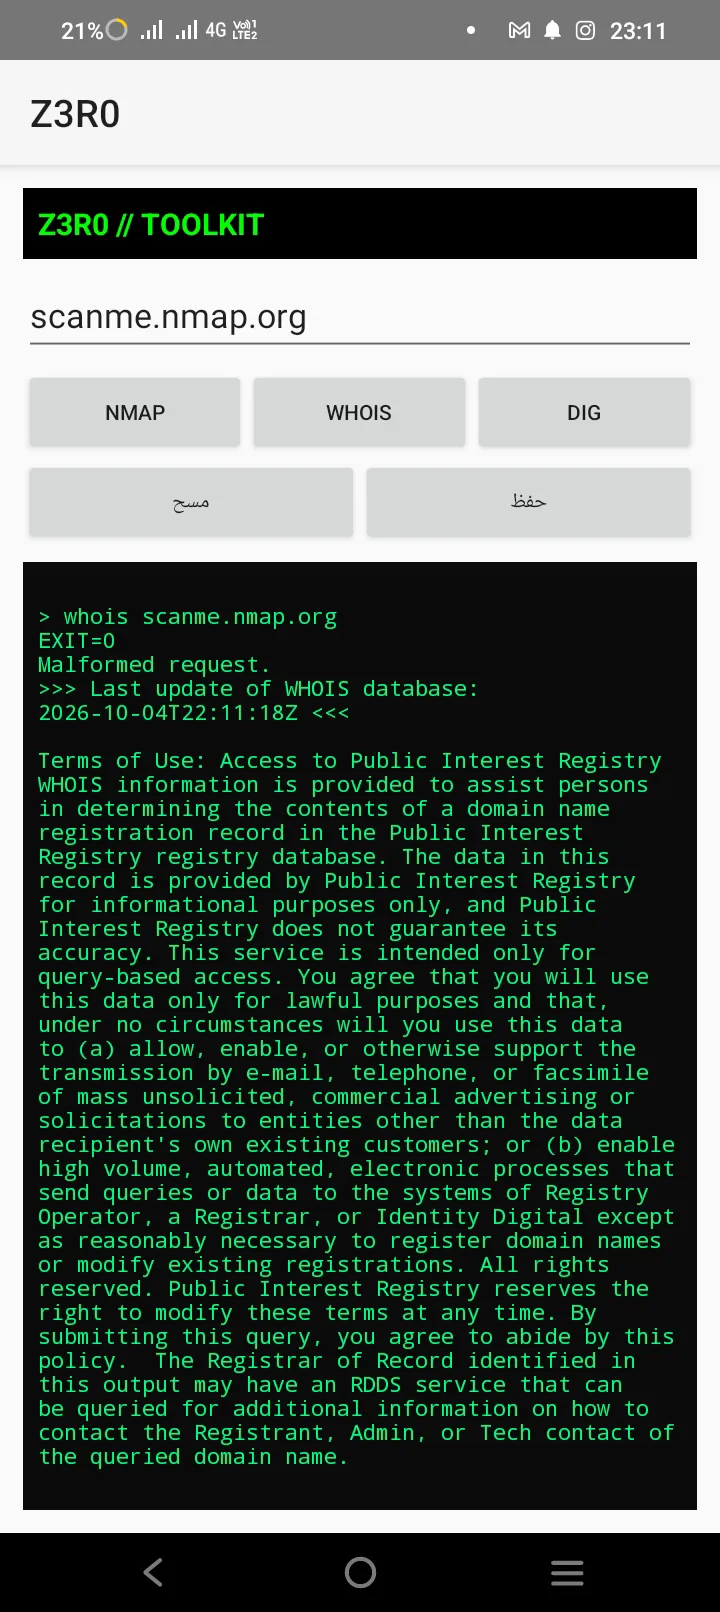 21% 4G Vo)) 1 LTE2 23:11
Z3R0
Z3R0 // TOOLKIT
scanme.nmap.org
NMAP WHOIS DIG
مسح حفظ
> whois scanme.nmap.org
EXIT=0
Malformed request.
>>> Last update of WHOIS database:
2026-10-04T22:11:18Z <<<
Terms of Use: Access to Public Interest Registry
WHOIS information is provided to assist persons
in determining the contents of a domain name
registration record in the Public Interest
Registry registry database. The data in this
record is provided by Public Interest Registry
for informational purposes only, and Public
Interest Registry does not guarantee its
accuracy. This service is intended only for
query-based access. You agree that you will use
this data only for lawful purposes and that,
under no circumstances will you use this data
to (a) allow, enable, or otherwise support the
transmission by e-mail, telephone, or facsimile
of mass unsolicited, commercial advertising or
solicitations to entities other than the data
recipient's own existing customers; or (b) enable
high volume, automated, electronic processes that
send queries or data to the systems of Registry
Operator, a Registrar, or Identity Digital except
as reasonably necessary to register domain names
or modify existing registrations. All rights
reserved. Public Interest Registry reserves the
right to modify these terms at any time. By
submitting this query, you agree to abide by this
policy.  The Registrar of Record identified in
this output may have an RDDS service that can
be queried for additional information on how to
contact the Registrant, Admin, or Tech contact of
the queried domain name.